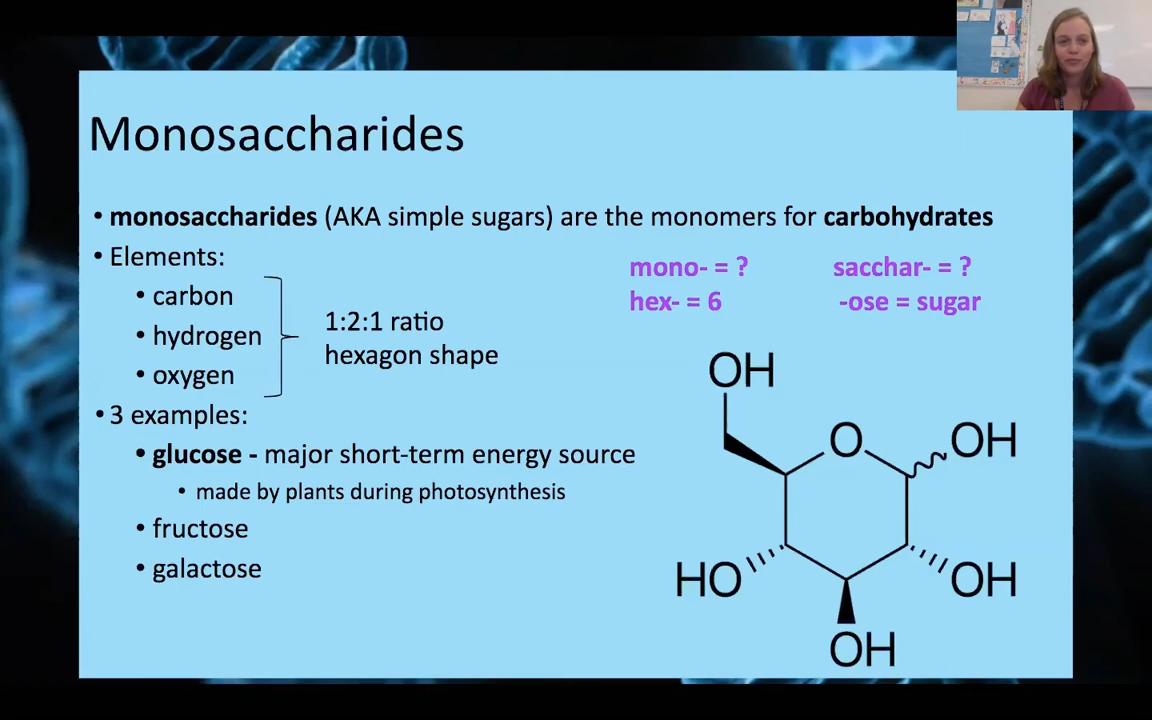 Monosaccharides
• monosaccharides (AKA simple sugars) are the monomers for carbohydrates
• Elements:
• carbon
• hydrogen
• oxygen
1:2:1 ratio
hexagon shape
mono- = ?
sacchar- = ?
hex- = 6
-ose = sugar
• 3 examples:
• glucose - major short-term energy source
• made by plants during photosynthesis
• fructose
• galactose
OH
O
OH
HO
OH
OH